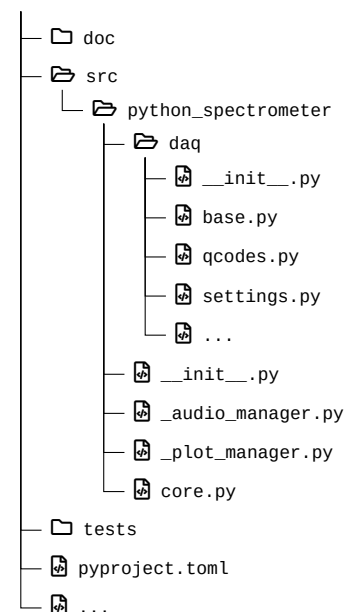 doc
src
python_spectrometer
daq
__init__.py
base.py
qcodes.py
settings.py
...
__init__.py
_audio_manager.py
_plot_manager.py
core.py
tests
pyproject.toml
...